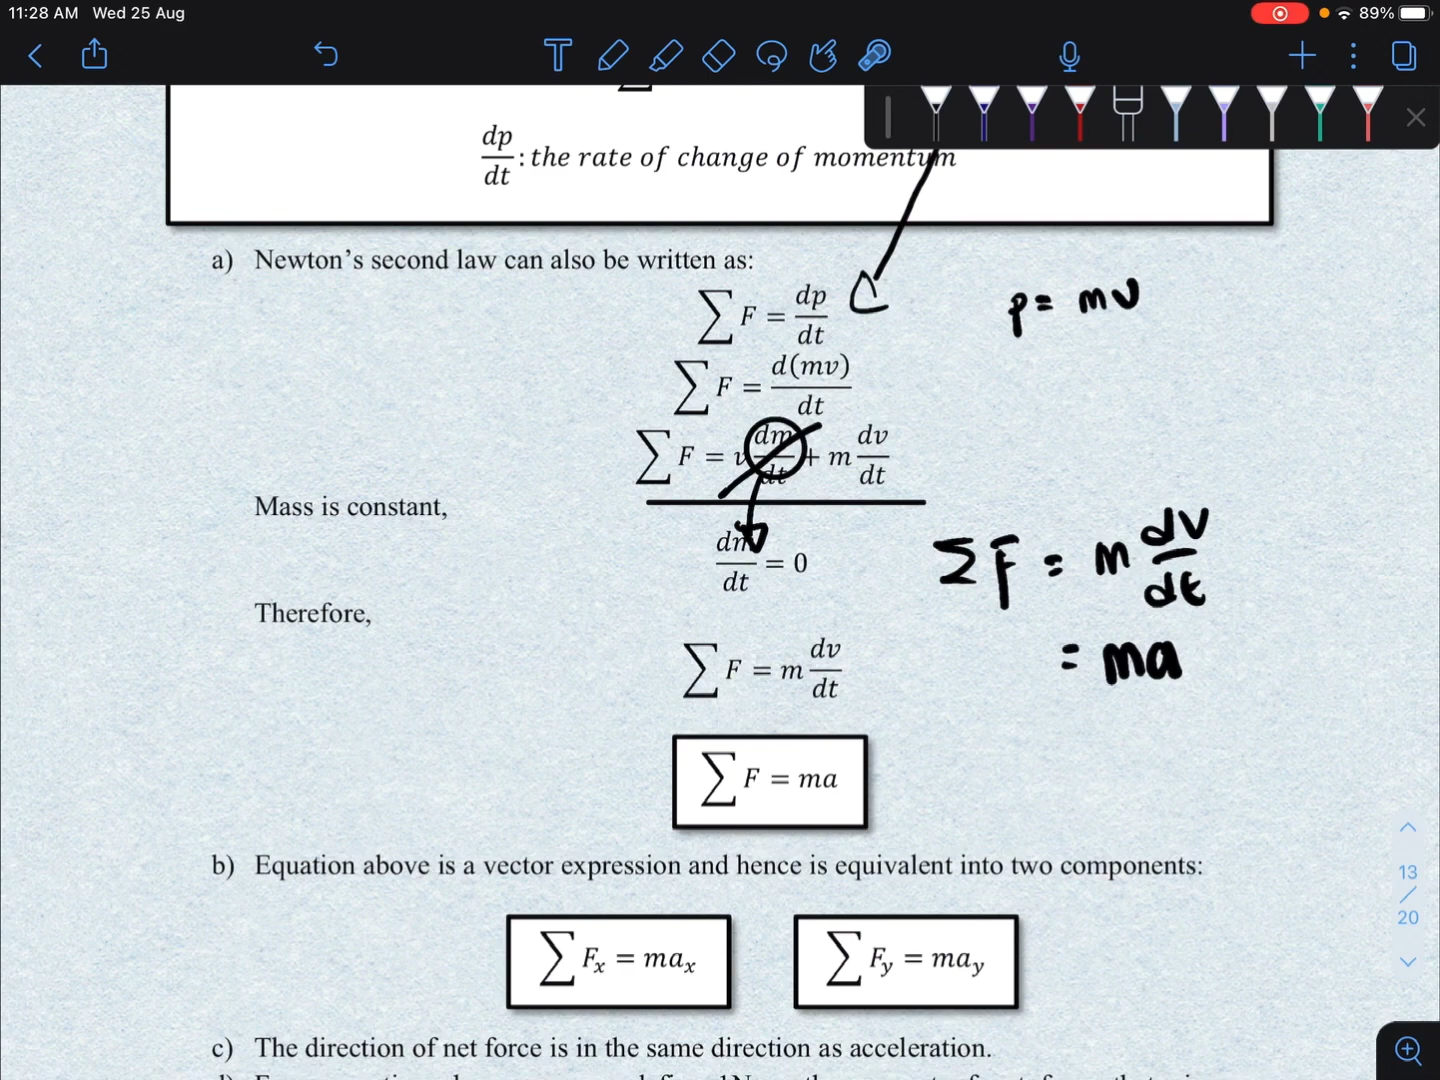 11:28 AM Wed 25 Aug 89%
T
dp/dt : the rate of change of momentum
a) Newton's second law can also be written as:
∑ F = dp/dt
p = mv
∑ F = d(mv)/dt
∑ F = v dm/dt + m dv/dt
Mass is constant,
dm/dt = 0
∑ F = m dv/dt
= ma
Therefore,
∑ F = m dv/dt
∑ F = ma
b) Equation above is a vector expression and hence is equivalent into two components:
13
/
20
∑ Fx = max
∑ Fy = may
c) The direction of net force is in the same direction as acceleration.